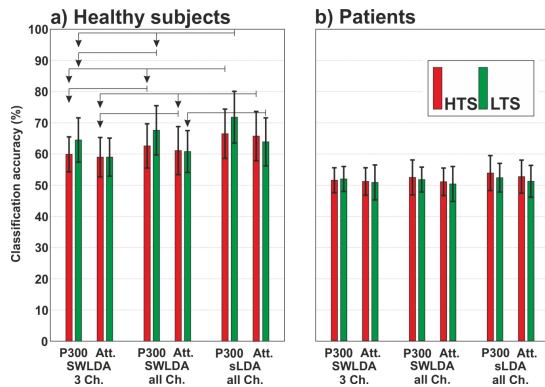 a) Healthy subjects
b) Patients
Classification accuracy (%)
100
90
80
70
60
50
40
30
20
10
0
HTS LTS
P300 Att. P300 Att. P300 Att.
SWLDA SWLDA sLDA
3 Ch. all Ch. all Ch.
P300 Att. P300 Att. P300 Att.
SWLDA SWLDA sLDA
3 Ch. all Ch. all Ch.